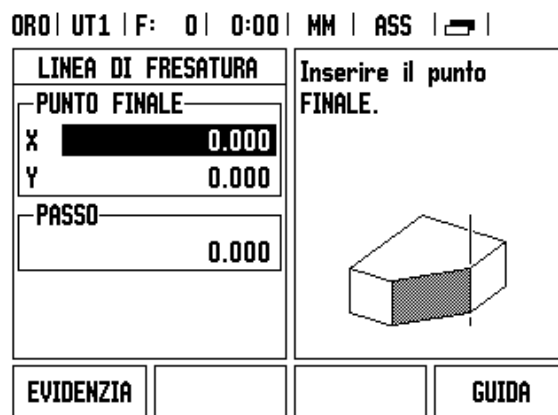 ORO| UT1 | F: 0| 0:00| MM | ASS | |
LINEA DI FRESATURA
PUNTO FINALE
X 0.000
Y 0.000
PASSO
0.000
Inserire il punto
FINALE.
EVIDENZIA
GUIDA